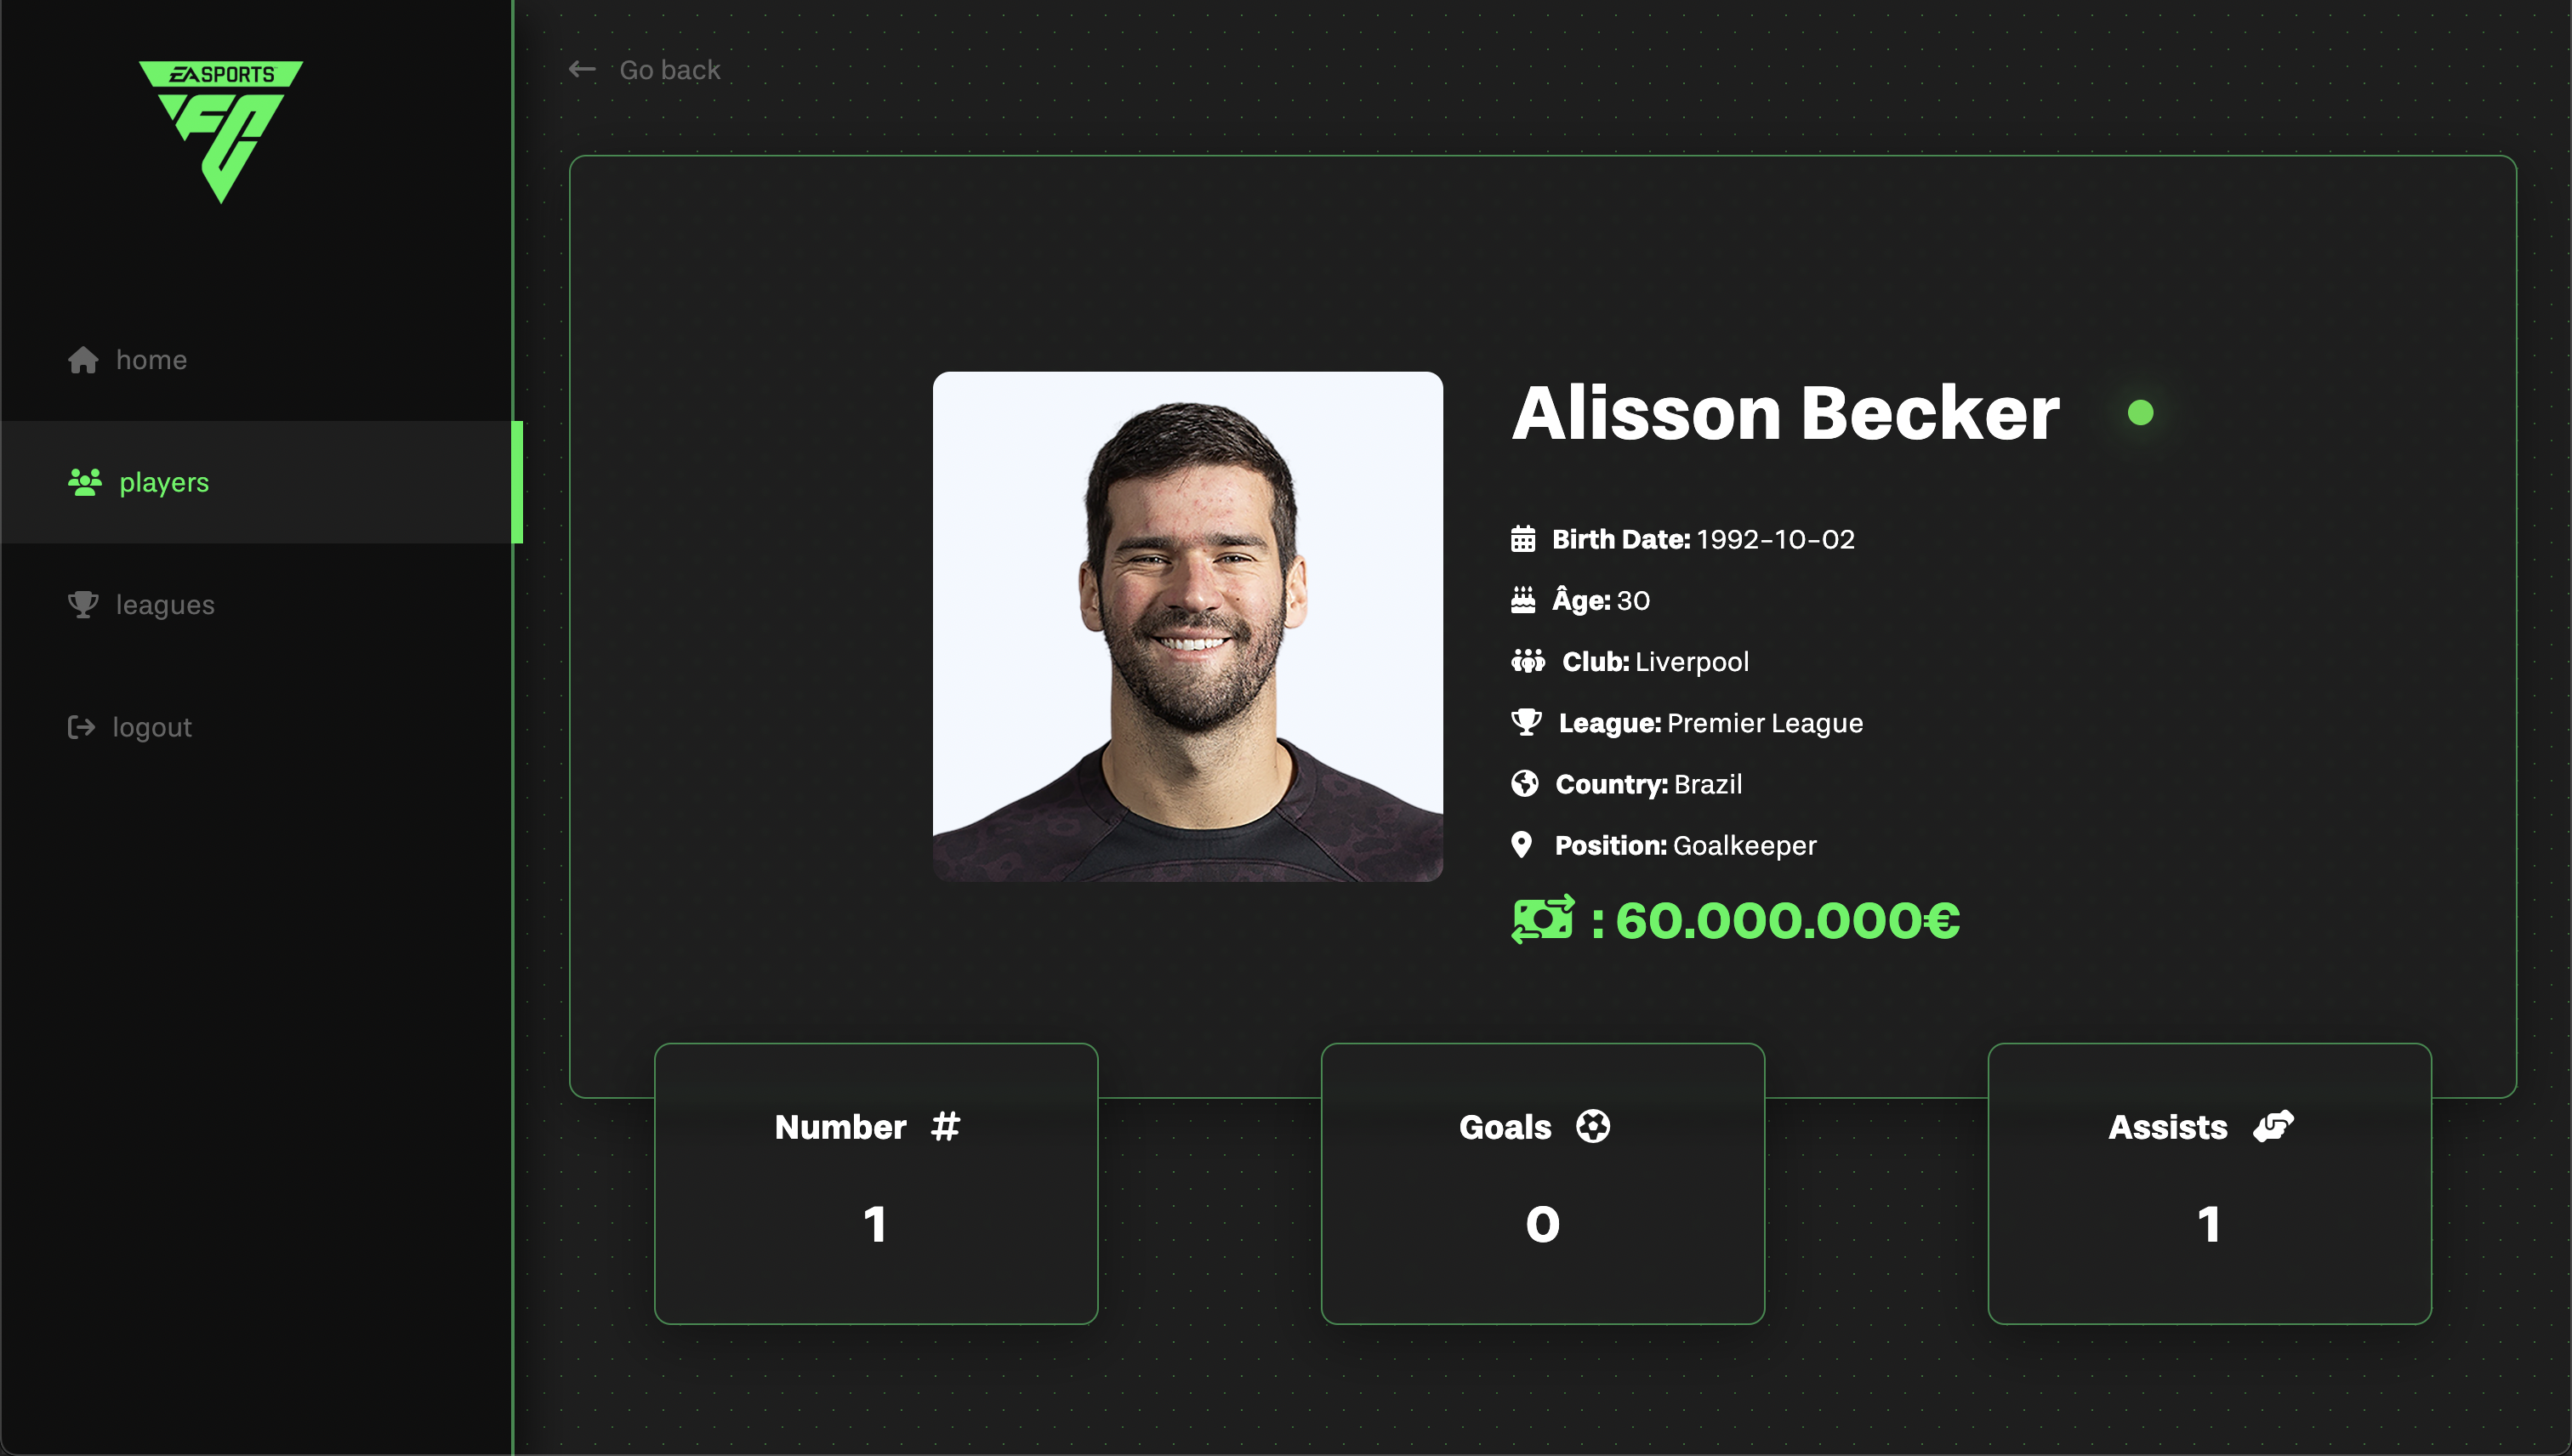 EA SPORTS
FC
home
players
leagues
logout
Go back
Alisson Becker
Birth Date: 1992-10-02
Âge: 30
Club: Liverpool
League: Premier League
Country: Brazil
Position: Goalkeeper
: 60.000.000€
Number #
1
Goals
0
Assists
1